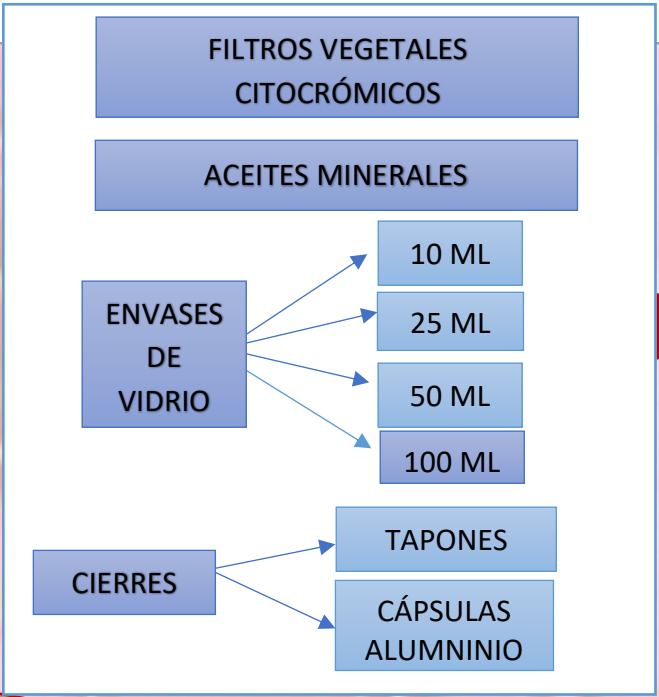 FILTROS VEGETALES
CITOCRÓMICOS
ACEITES MINERALES
ENVASES
DE
VIDRIO
10 ML
25 ML
50 ML
100 ML
CIERRES
TAPONES
CÁPSULAS
ALUMNINIO